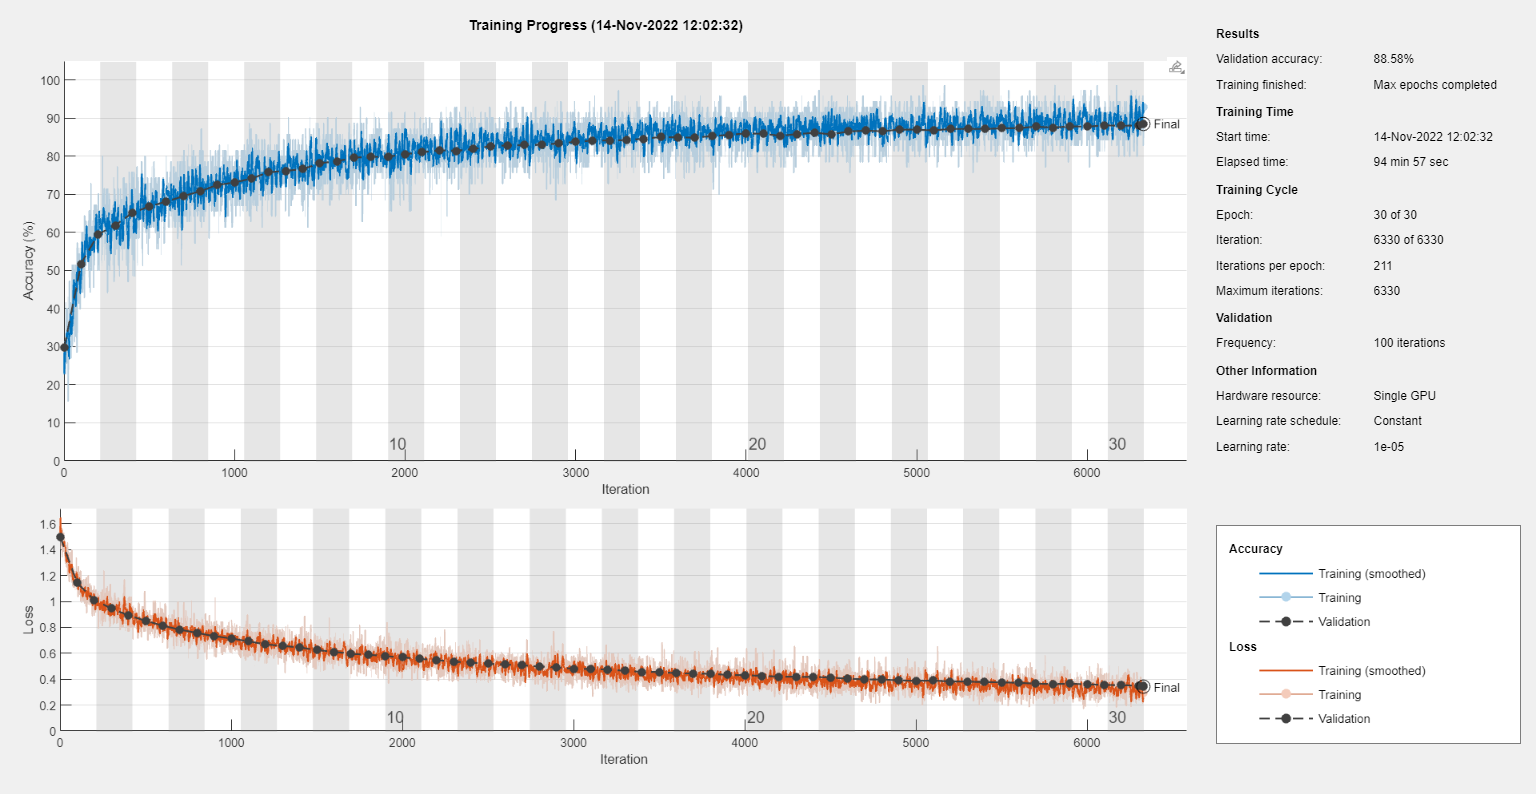 Training Progress (14-Nov-2022 12:02:32)
Accuracy (%)
100
90
80
70
60
50
40
30
20
10
0
10
20
30
Final
0 1000 2000 3000 4000 5000 6000
Iteration
Loss
1.6
1.4
1.2
1
0.8
0.6
0.4
0.2
0
10
20
30
Final
0 1000 2000 3000 4000 5000 6000
Iteration
Results
Validation accuracy: 88.58%
Training finished: Max epochs completed
Training Time
Start time: 14-Nov-2022 12:02:32
Elapsed time: 94 min 57 sec
Training Cycle
Epoch: 30 of 30
Iteration: 6330 of 6330
Iterations per epoch: 211
Maximum iterations: 6330
Validation
Frequency: 100 iterations
Other Information
Hardware resource: Single GPU
Learning rate schedule: Constant
Learning rate: 1e-05
Accuracy
Training (smoothed)
Training
Validation
Loss
Training (smoothed)
Training
Validation